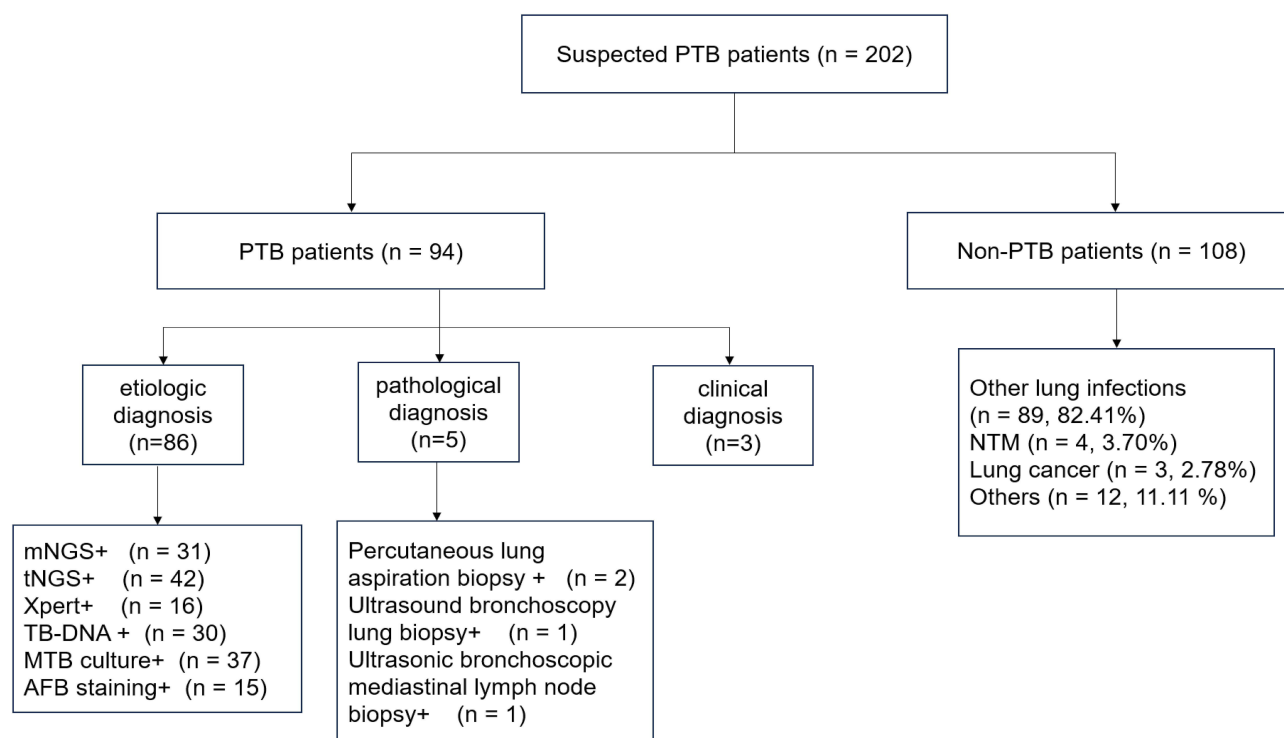 Suspected PTB patients (n = 202)
PTB patients (n = 94)
Non-PTB patients (n = 108)
etiologic
diagnosis
(n=86)
pathological
diagnosis
(n=5)
clinical
diagnosis
(n=3)
Other lung infections
(n = 89, 82.41%)
NTM (n = 4, 3.70%)
Lung cancer (n = 3, 2.78%)
Others (n = 12, 11.11 %)
mNGS+ (n = 31)
tNGS+ (n = 42)
Xpert+ (n = 16)
TB-DNA + (n = 30)
MTB culture+ (n = 37)
AFB staining+ (n = 15)
Percutaneous lung
aspiration biopsy + (n = 2)
Ultrasound bronchoscopy
lung biopsy+ (n = 1)
Ultrasonic bronchoscopic
mediastinal lymph node
biopsy+ (n = 1)